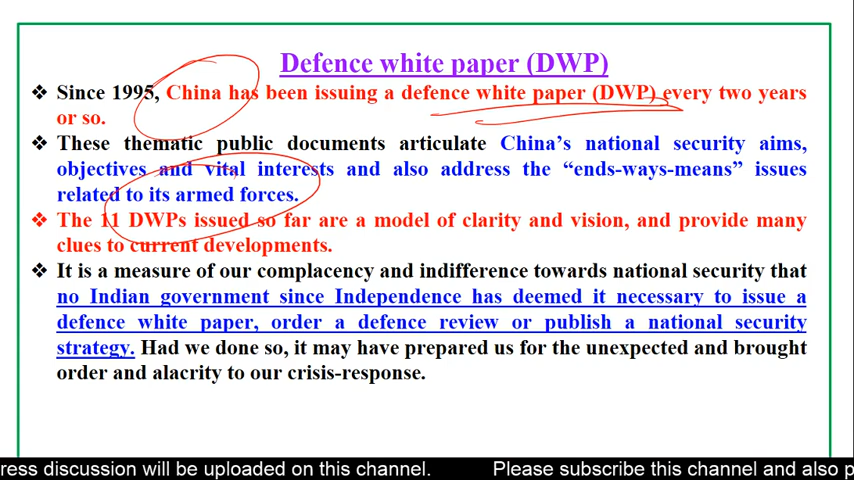 Defence white paper (DWP)
❖ Since 1995, China has been issuing a defence white paper (DWP) every two years
or so.
❖ These thematic public documents articulate China's national security aims,
objectives and vital interests and also address the “ends-ways-means” issues
related to its armed forces.
❖ The 11 DWPs issued so far are a model of clarity and vision, and provide many
clues to current developments.
❖ It is a measure of our complacency and indifference towards national security that
no Indian government since Independence has deemed it necessary to issue a
defence white paper, order a defence review or publish a national security
strategy. Had we done so, it may have prepared us for the unexpected and brought
order and alacrity to our crisis-response.
ress discussion will be uploaded on this channel. Please subscribe this channel and also p